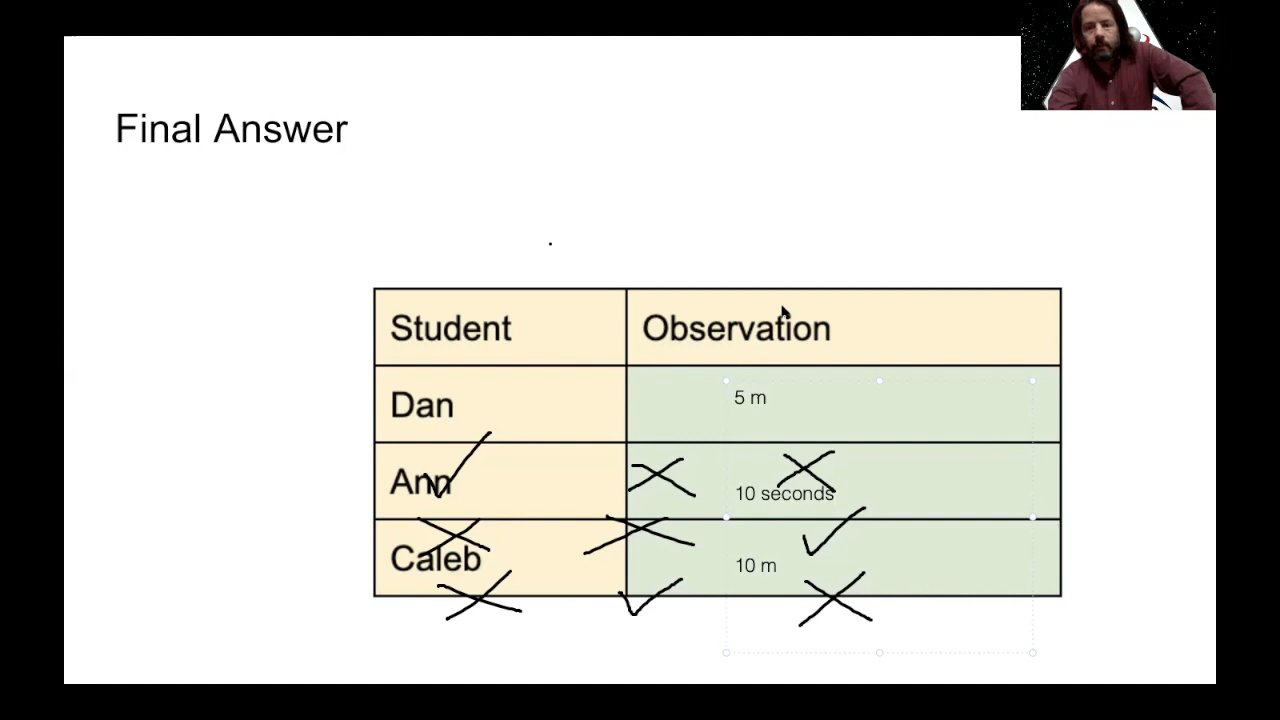 Final Answer
Student Observation
Dan 5 m
Ann 10 seconds
Caleb 10 m